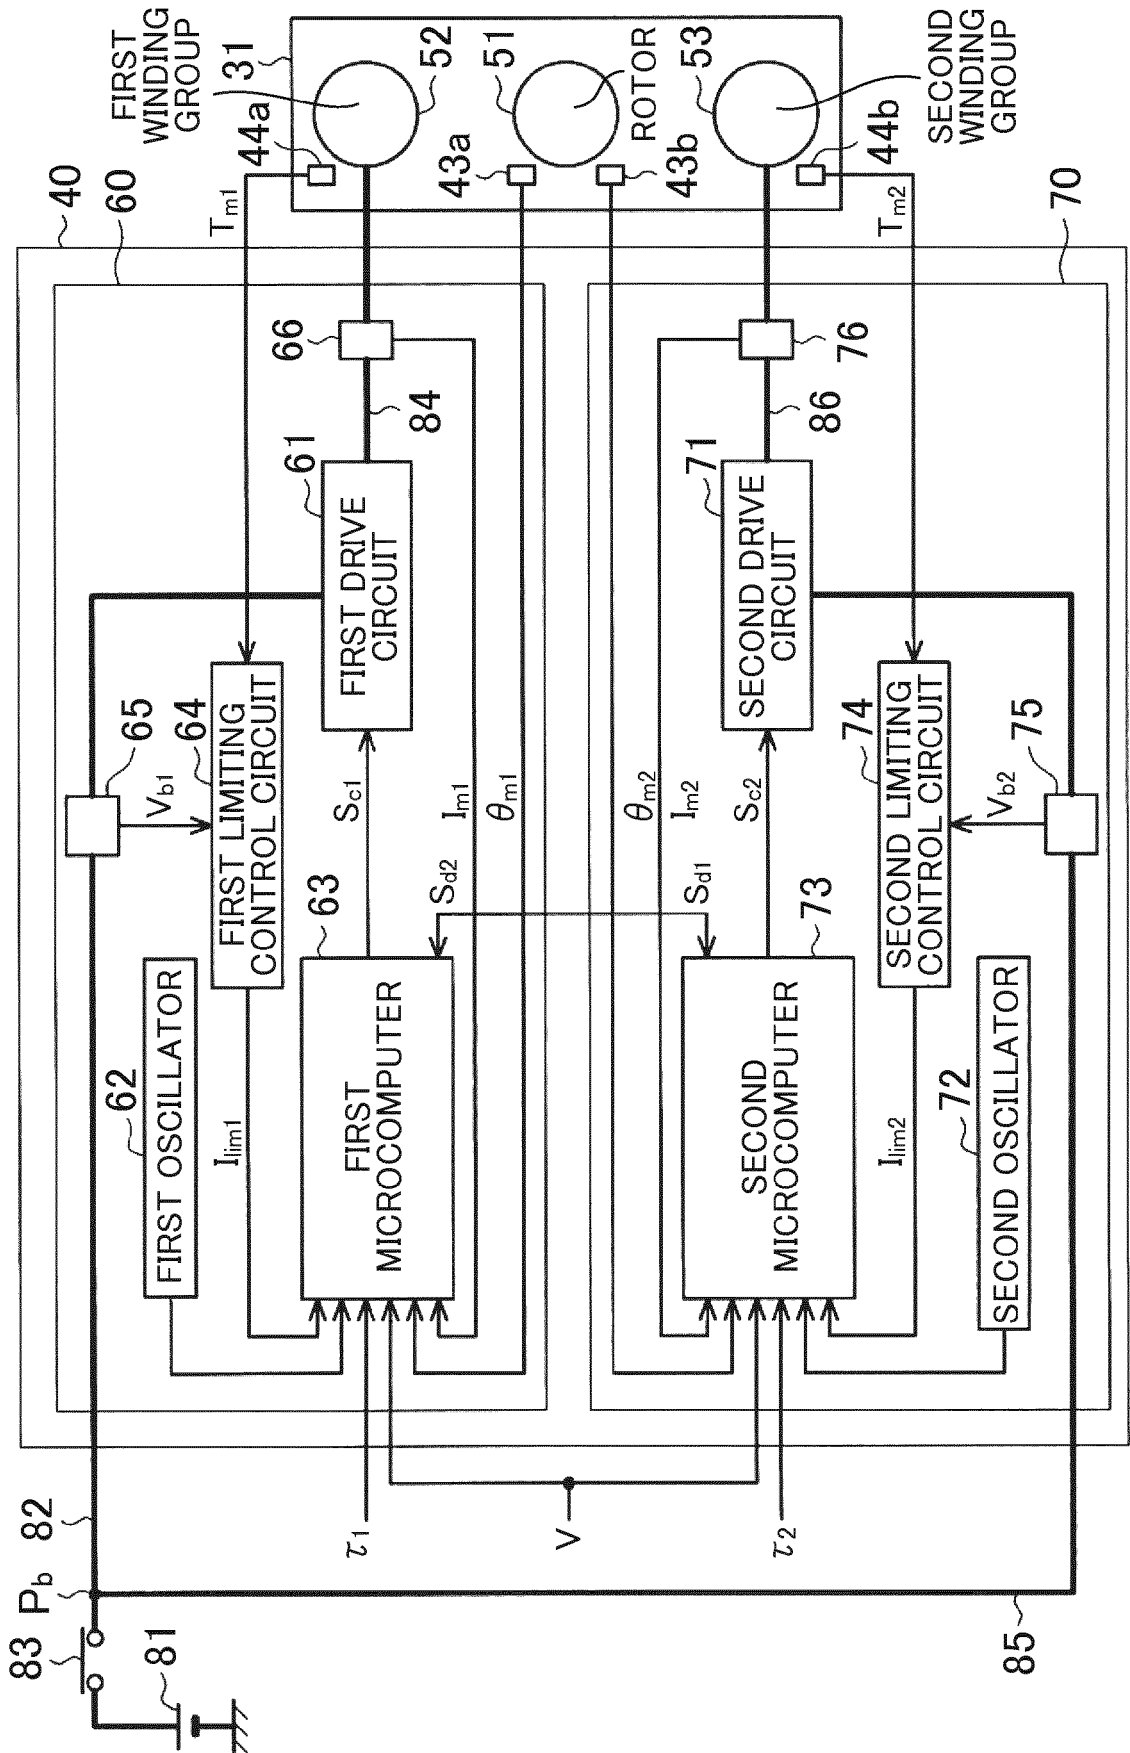 FIRST
WINDING
GROUP
31
52
51
ROTOR
53
SECOND
WINDING
GROUP
44a
43a
43b
44b
40
60
Tm1
Tm2
70
66
84
76
86
61
FIRST DRIVE
CIRCUIT
71
SECOND DRIVE
CIRCUIT
65
Vb1
64
FIRST LIMITING
CONTROL CIRCUIT
Sc1
Im1
θm1
θm2
Im2
Sc2
74
SECOND LIMITING
CONTROL CIRCUIT
Vb2
75
62
FIRST OSCILLATOR
Ilim1
63
FIRST
MICROCOMPUTER
Sd2
Sd1
73
SECOND
MICROCOMPUTER
Ilim2
72
SECOND OSCILLATOR
82
Pb
83
81
τ1
V
τ2
85